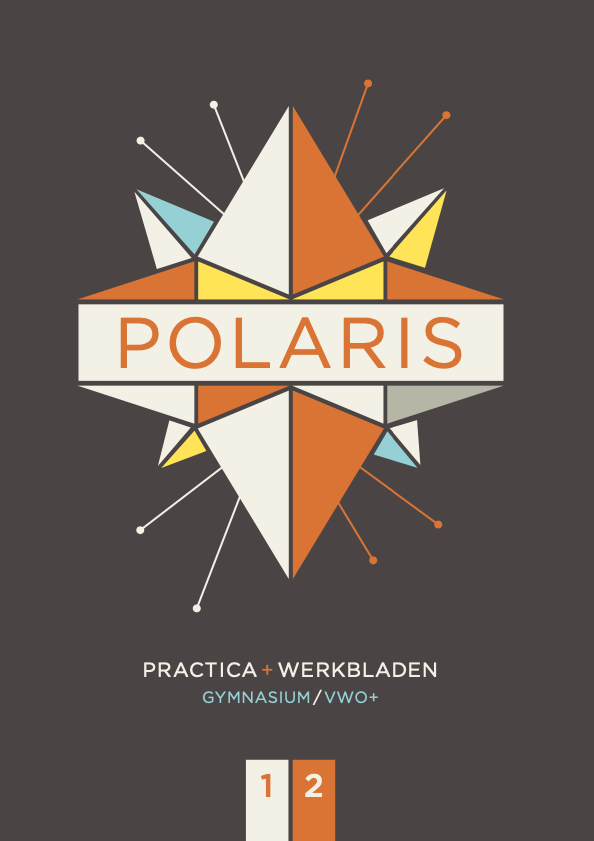 POLARIS
PRACTICA + WERKBLADEN
GYMNASIUM/VWO+
1 2